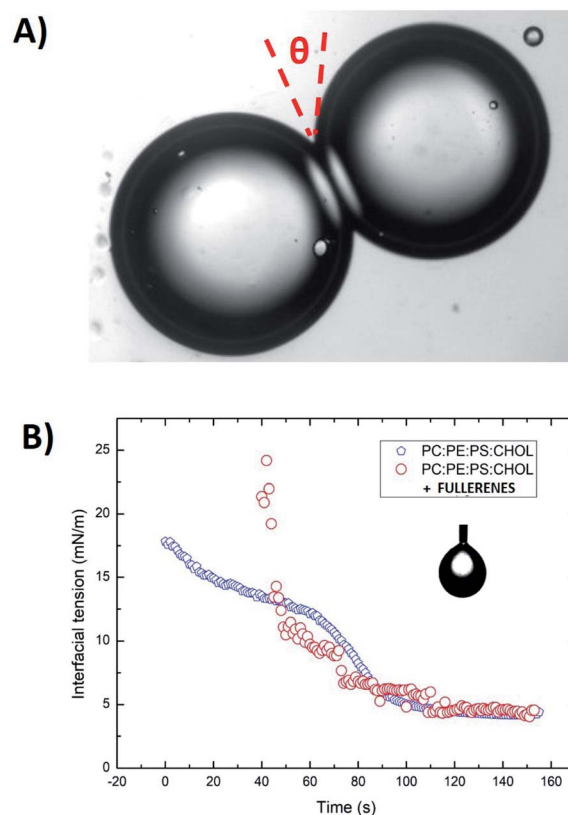 A)
θ
B)
Interfacial tension (mN/m)
25
20
15
10
5
0
-20 0 20 40 60 80 100 120 140 160
Time (s)
PC:PE:PS:CHOL
PC:PE:PS:CHOL
+ FULLERENES